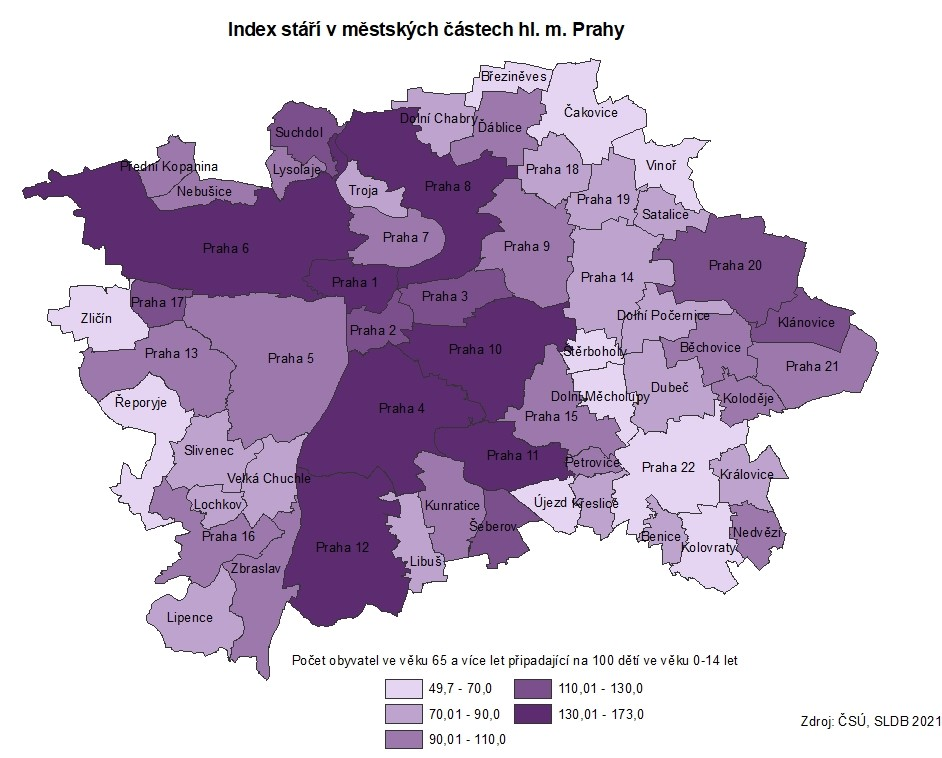 Index stáří v městských částech hl. m. Prahy
Březiněves
Čakovice
Dolní Chabry
Ďáblice
Suchdol
Přední Kopanina
Lysolaje
Praha 18
Vinoř
Nebušice
Troja
Praha 8
Praha 19
Satalice
Praha 7
Praha 6
Praha 9
Praha 20
Praha 14
Praha 1
Praha 3
Praha 17
Zličín
Dolní Počernice
Klánovice
Praha 2
Praha 10
Štěrboholy
Běchovice
Praha 13
Praha 5
Praha 21
Dubeč
Dolní Měcholupy
Koloděje
Řeporyje
Praha 4
Praha 15
Slivenec
Praha 11
Petrovice
Praha 22
Královice
Velká Chuchle
Lochkov
Kunratice
Újezd
Křeslice
Šeberov
Praha 16
Praha 12
Benice
Nedvězí
Kolovraty
Zbraslav
Libuš
Lipence
Počet obyvatel ve věku 65 a více let připadající na 100 dětí ve věku 0-14 let
49,7 - 70,0
110,01 - 130,0
70,01 - 90,0
130,01 - 173,0
90,01 - 110,0
Zdroj: ČSÚ, SLDB 2021